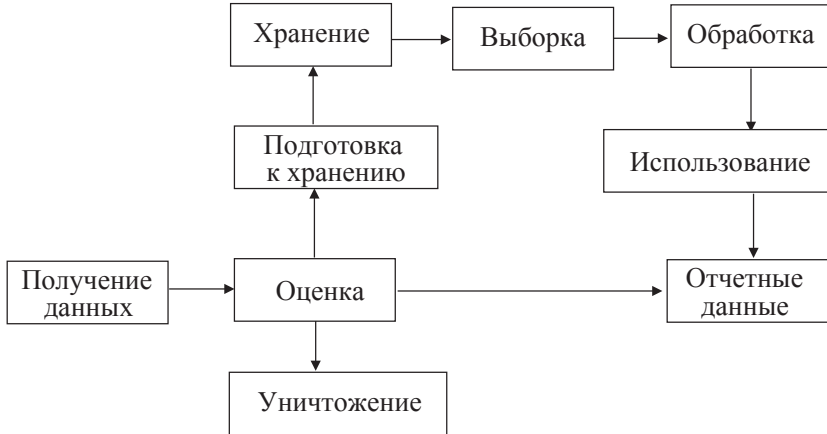 Хранение
Выборка
Обработка
Подготовка
к хранению
Использование
Получение
данных
Оценка
Отчетные
данные
Уничтожение